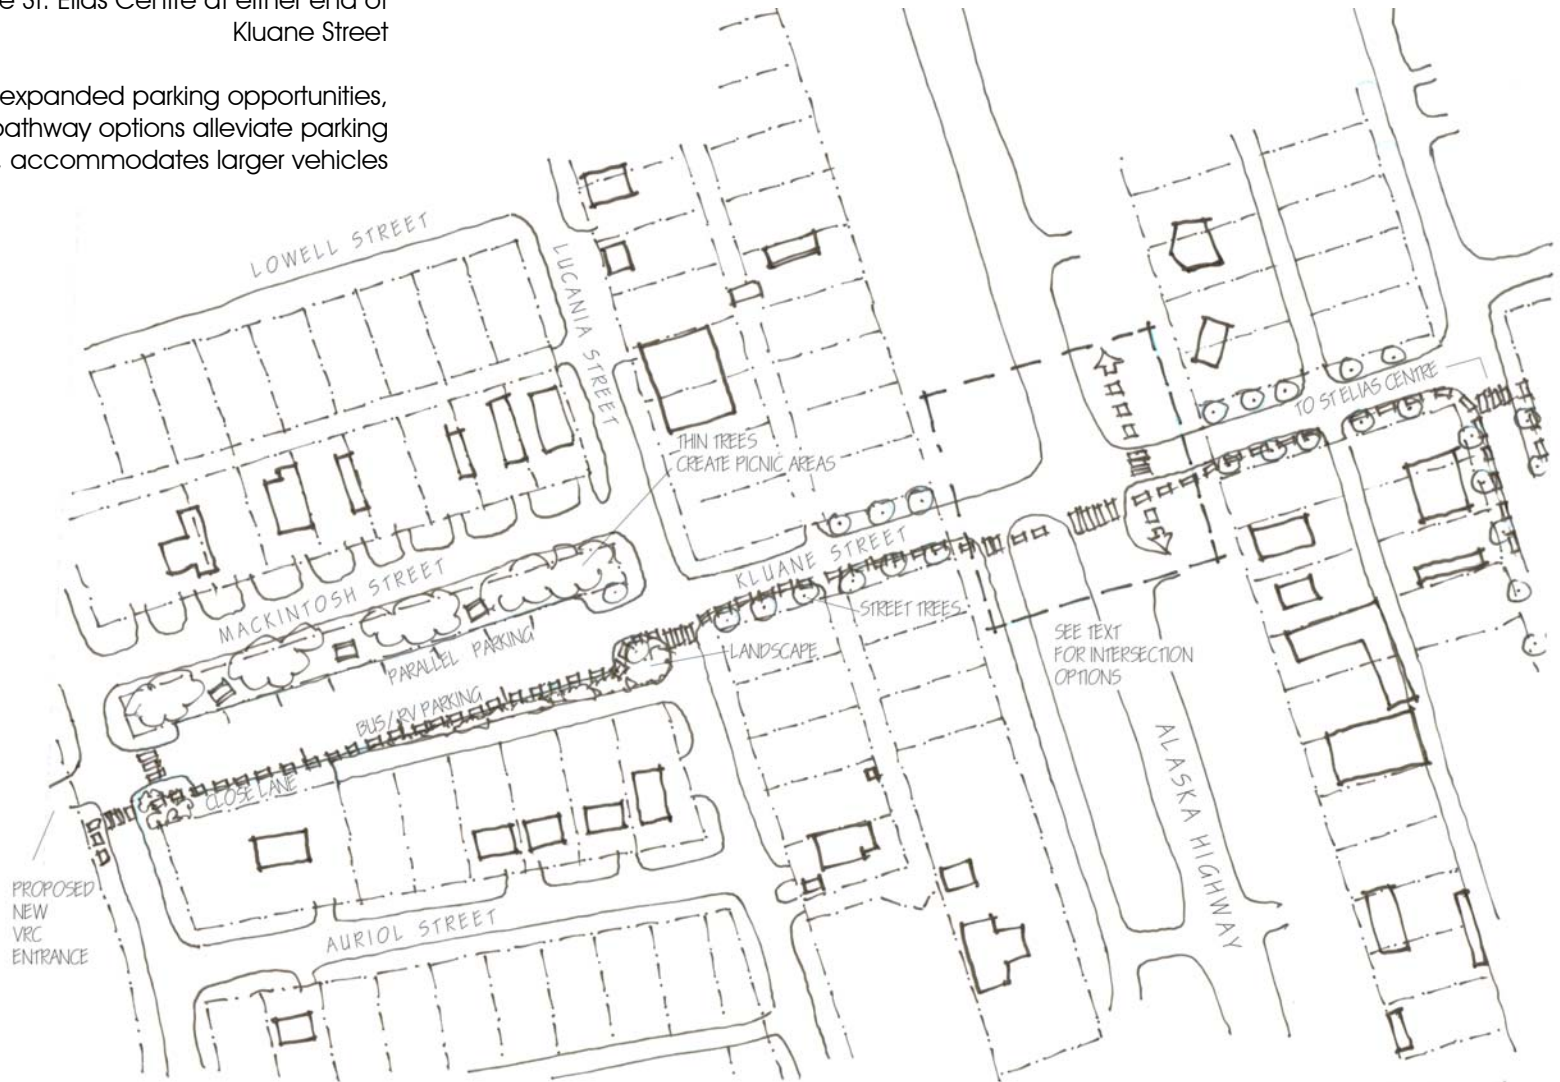 St. Elias Centre at either end of
Kluane Street
expanded parking opportunities,
pathway options alleviate parking
accommodates larger vehicles
LOWELL STREET
LUCANIA STREET
THIN TREES
CREATE PICNIC AREAS
TO ST ELIAS CENTRE
KLUANE STREET
MACKINTOSH STREET
STREET TREES
PARALLEL PARKING
LANDSCAPE
SEE TEXT
FOR INTERSECTION
OPTIONS
BUS/RV PARKING
CLOSE LANE
ALASKA HIGHWAY
PROPOSED
NEW
VRC
ENTRANCE
AURIOL STREET